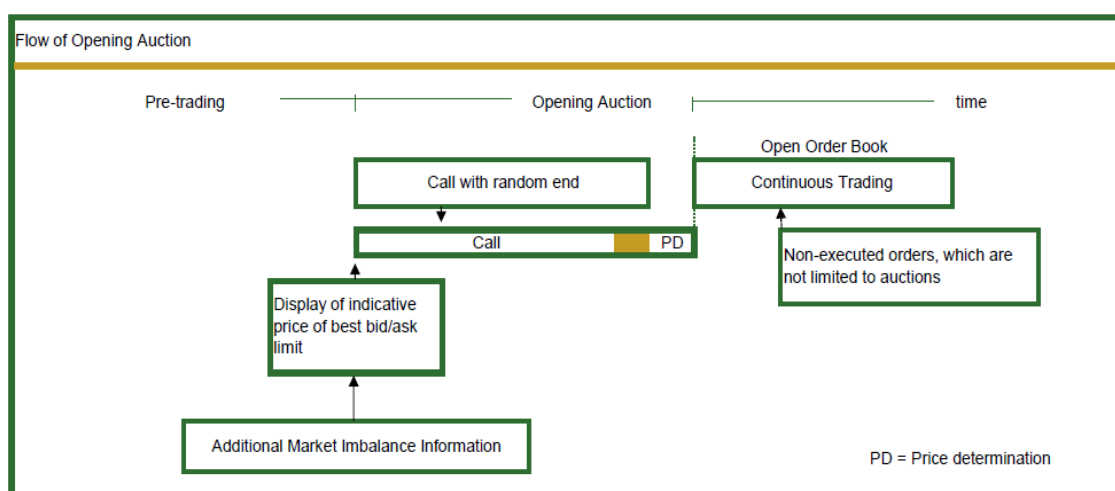 Flow of Opening Auction
Pre-trading
Opening Auction
time
Open Order Book
Call with random end
Continuous Trading
Call
PD
Non-executed orders, which are
not limited to auctions
Display of indicative
price of best bid/ask
limit
Additional Market Imbalance Information
PD = Price determination